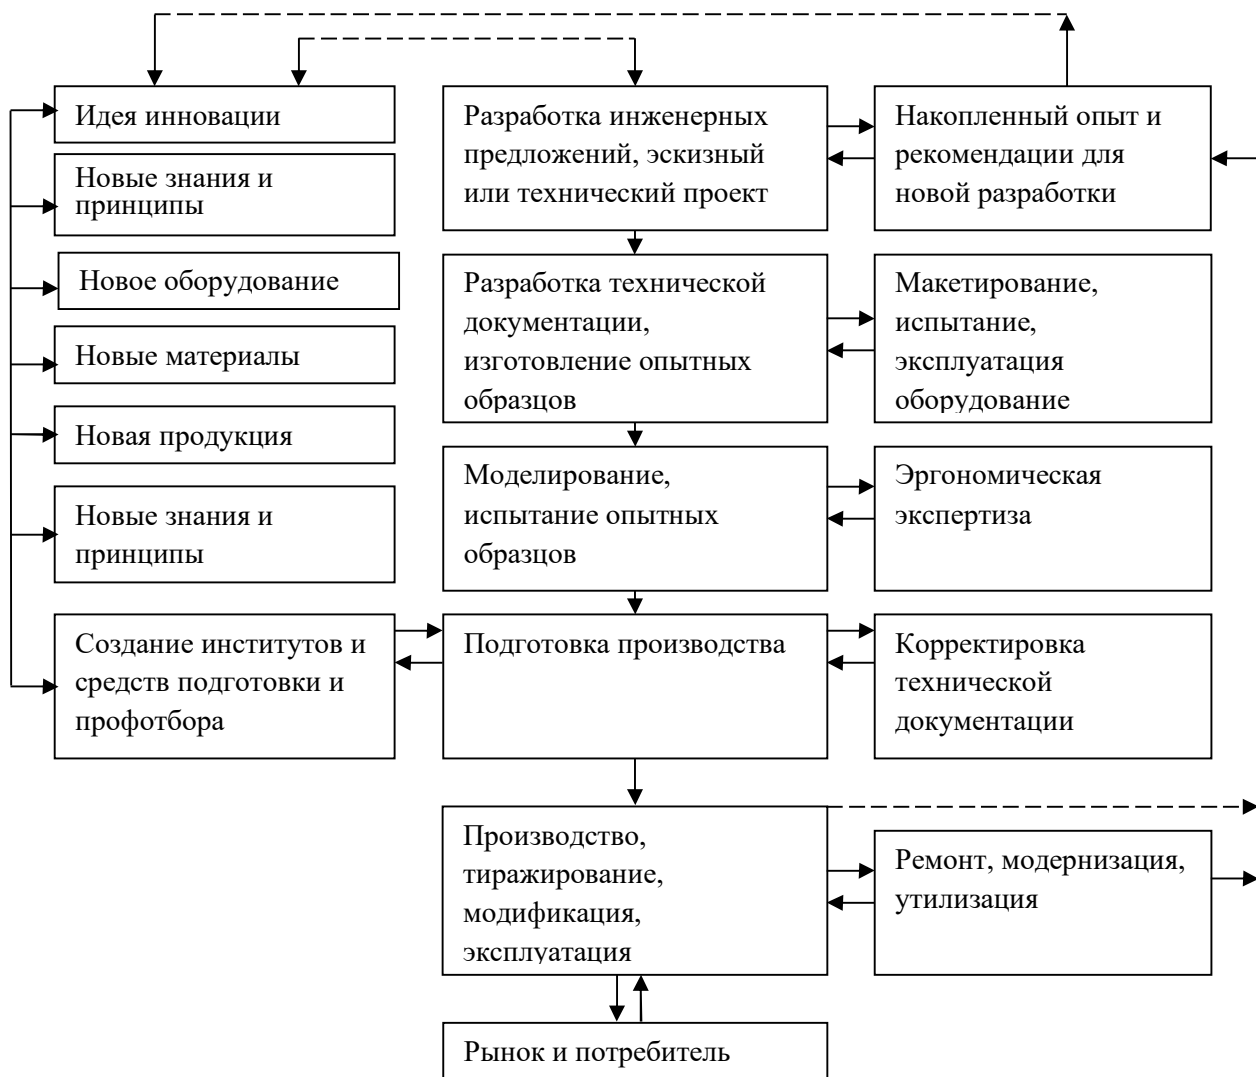 Идея инновации
Новые знания и
принципы
Новое оборудование
Новые материалы
Новая продукция
Новые знания и
принципы
Создание институтов и
средств подготовки и
профотбора
Разработка инженерных
предложений, эскизный
или технический проект
Разработка технической
документации,
изготовление опытных
образцов
Моделирование,
испытание опытных
образцов
Подготовка производства
Производство,
тиражирование,
модификация,
эксплуатация
Рынок и потребитель
Накопленный опыт и
рекомендации для
новой разработки
Макетирование,
испытание,
эксплуатация
оборудование
Эргономическая
экспертиза
Корректировка
технической
документации
Ремонт, модернизация,
утилизация